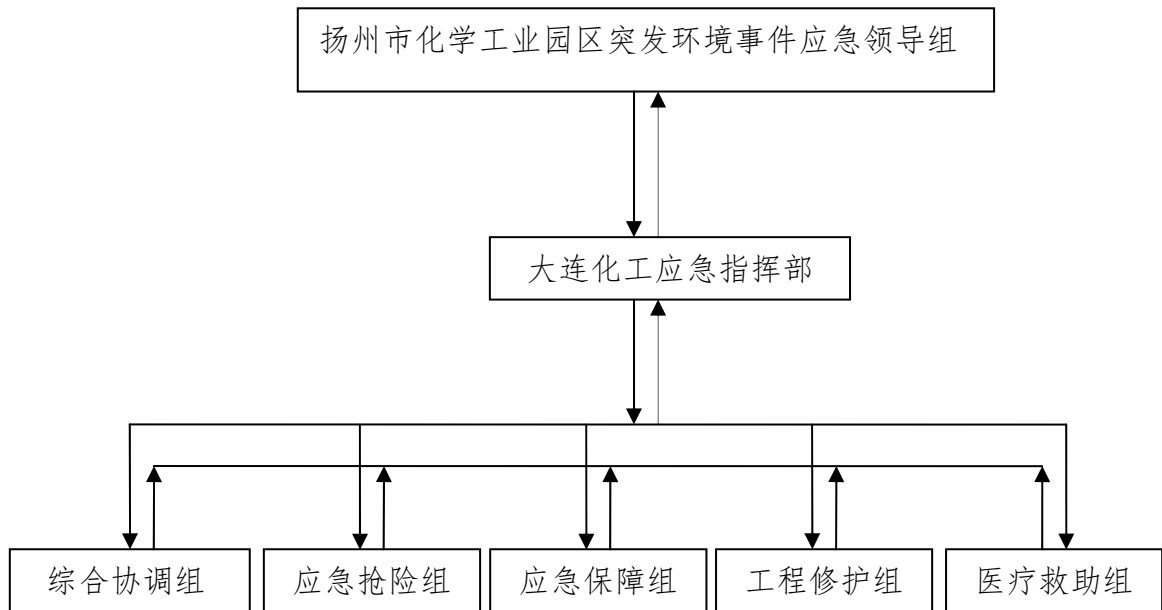 扬州市化学工业园区突发环境事件应急领导组
大连化工应急指挥部
综合协调组
应急抢险组
应急保障组
工程修护组
医疗救助组